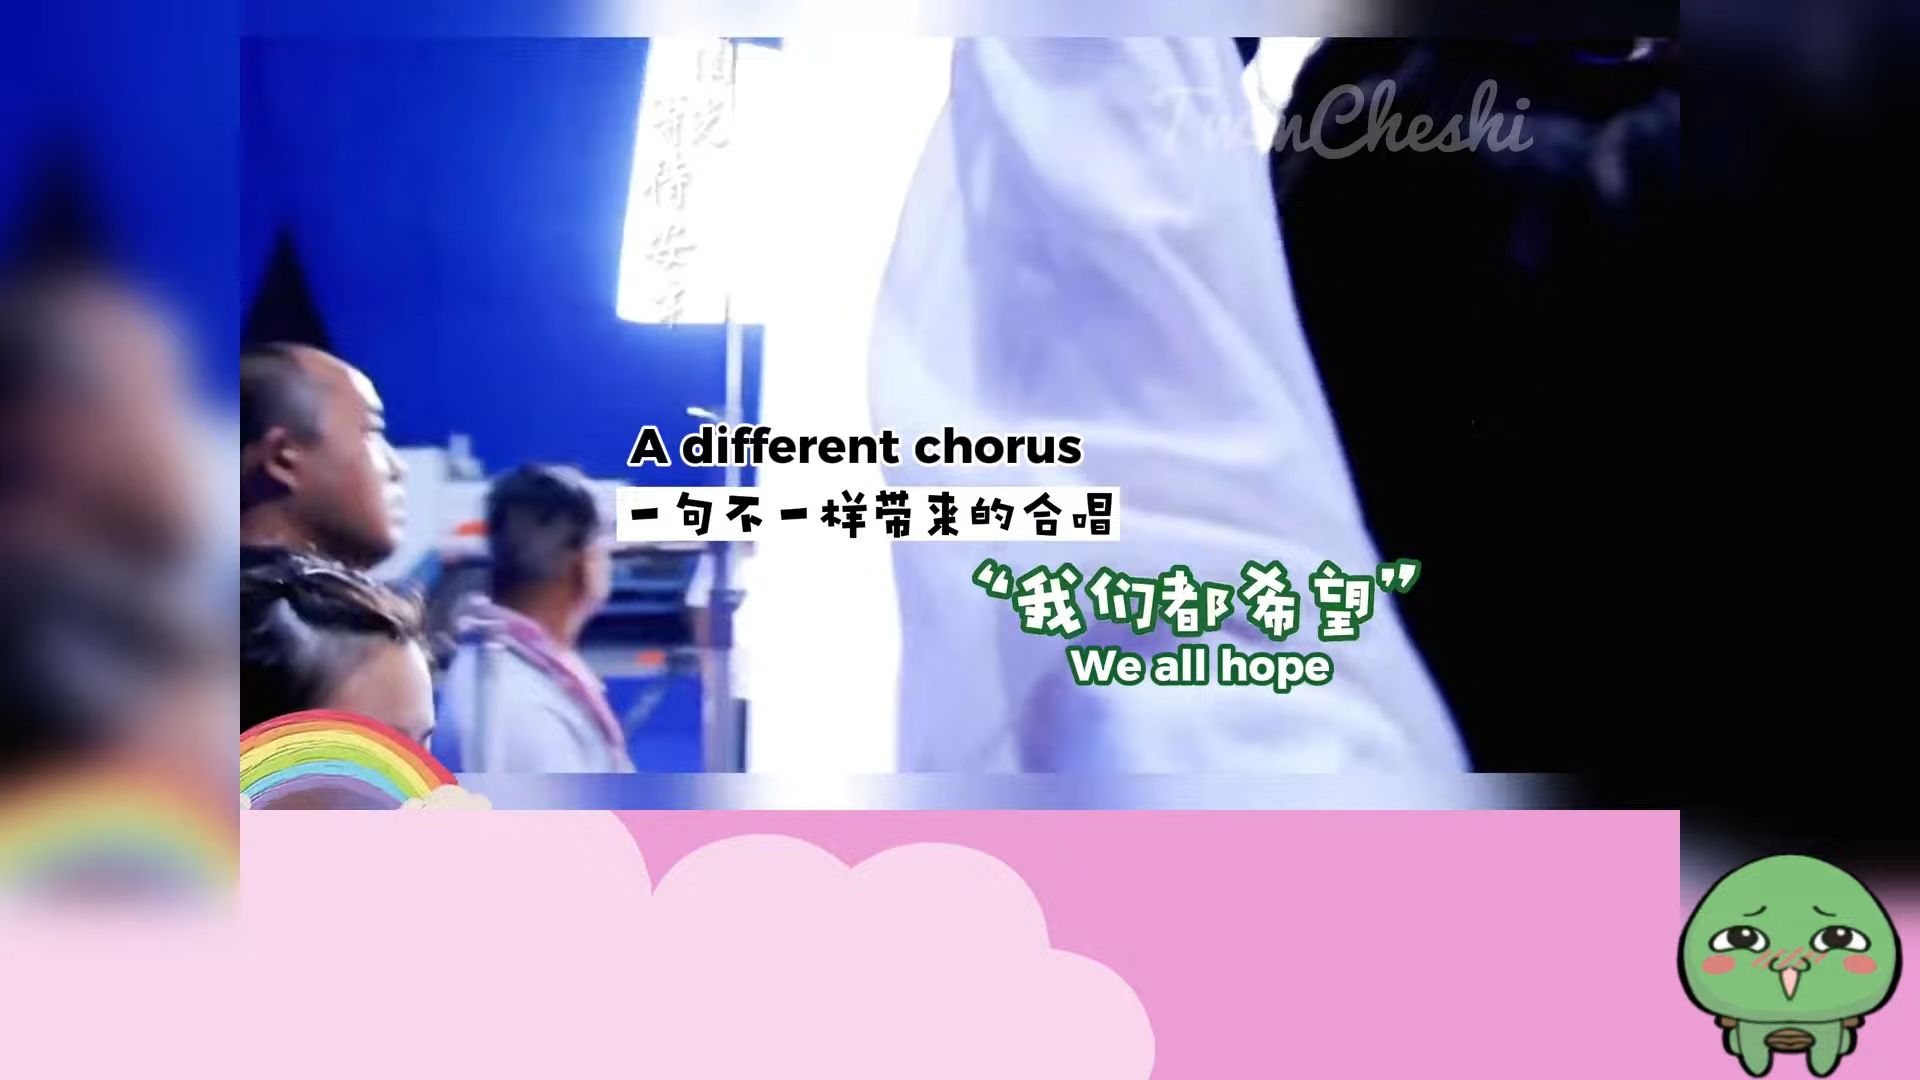 TwinCheshi
A different chorus
一句不一样带来的合唱
“我们都希望”
We all hope